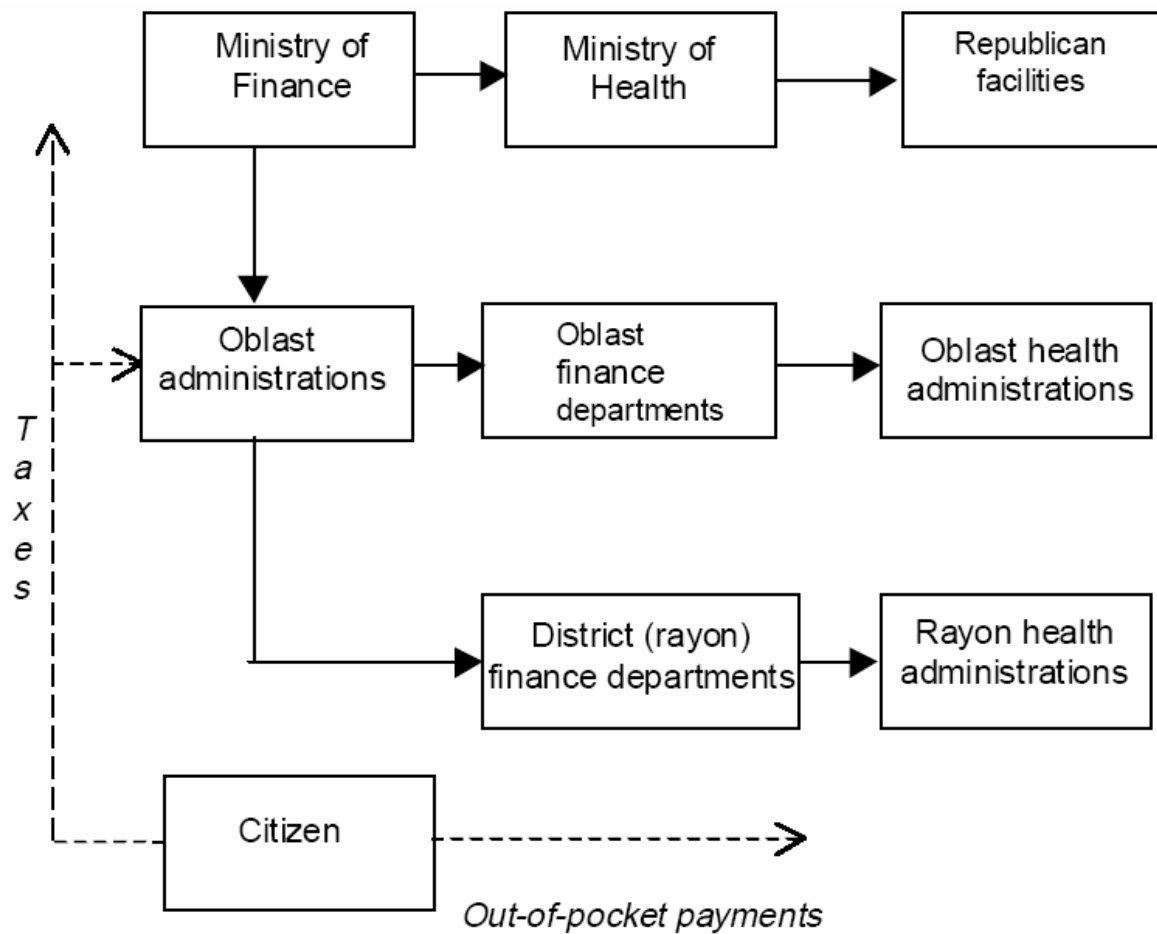 Ministry of
Finance
Ministry of
Health
Republican
facilities
Oblast
administrations
Oblast
finance
departments
Oblast health
administrations
Taxes
District (rayon)
finance departments
Rayon health
administrations
Citizen
Out-of-pocket payments